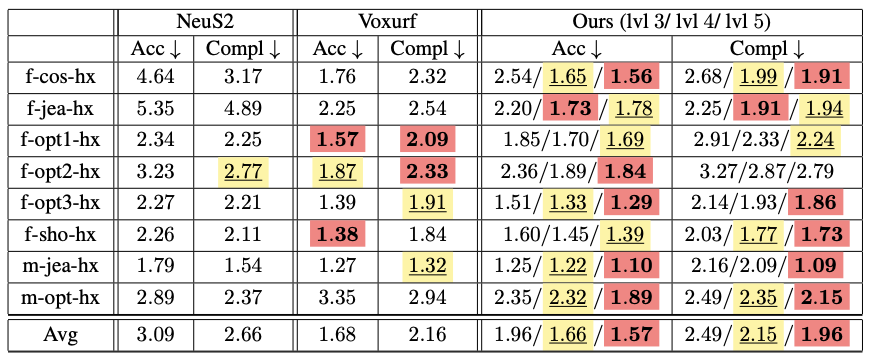 NeuS2 Voxurf Ours (lvl 3/ lvl 4/ lvl 5)
Acc ↓ Compl ↓ Acc ↓ Compl ↓ Acc ↓ Compl ↓
f-cos-hx 4.64 3.17 1.76 2.32 2.54/ 1.65 / 1.56 2.68/ 1.99 / 1.91
f-jea-hx 5.35 4.89 2.25 2.54 2.20/ 1.73 / 1.78 2.25/ 1.91 / 1.94
f-opt1-hx 2.34 2.25 1.57 2.09 1.85/1.70/ 1.69 2.91/2.33/ 2.24
f-opt2-hx 3.23 2.77 1.87 2.33 2.36/1.89/ 1.84 3.27/2.87/2.79
f-opt3-hx 2.27 2.21 1.39 1.91 1.51/ 1.33 / 1.29 2.14/1.93/ 1.86
f-sho-hx 2.26 2.11 1.38 1.84 1.60/1.45/ 1.39 2.03/ 1.77 / 1.73
m-jea-hx 1.79 1.54 1.27 1.32 1.25/ 1.22 / 1.10 2.16/2.09/ 1.09
m-opt-hx 2.89 2.37 3.35 2.94 2.35/ 2.32 / 1.89 2.49/ 2.35 / 2.15
Avg 3.09 2.66 1.68 2.16 1.96/ 1.66 / 1.57 2.49/ 2.15 / 1.96